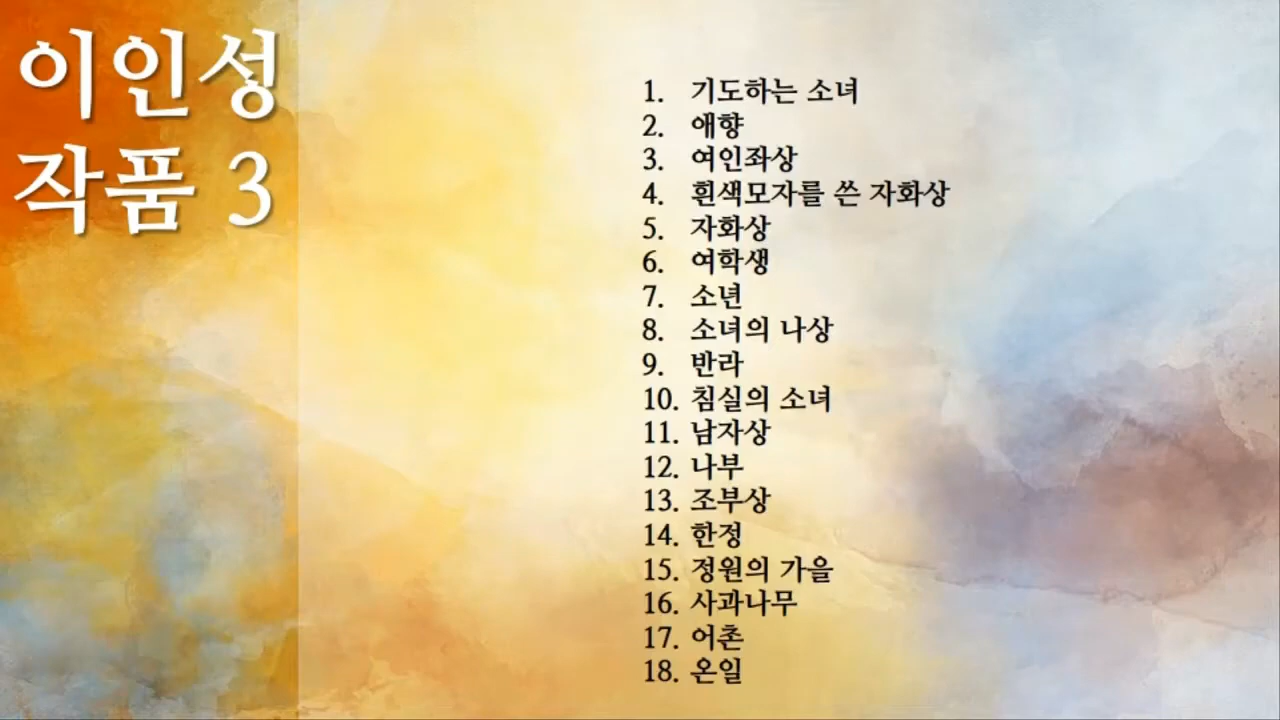 이인성
작품 3
1. 기도하는 소녀
2. 애향
3. 여인좌상
4. 흰색모자를 쓴 자화상
5. 자화상
6. 여학생
7. 소년
8. 소녀의 나상
9. 반라
10. 침실의 소녀
11. 남자상
12. 나부
13. 조부상
14. 한정
15. 정원의 가을
16. 사과나무
17. 어촌
18. 온일